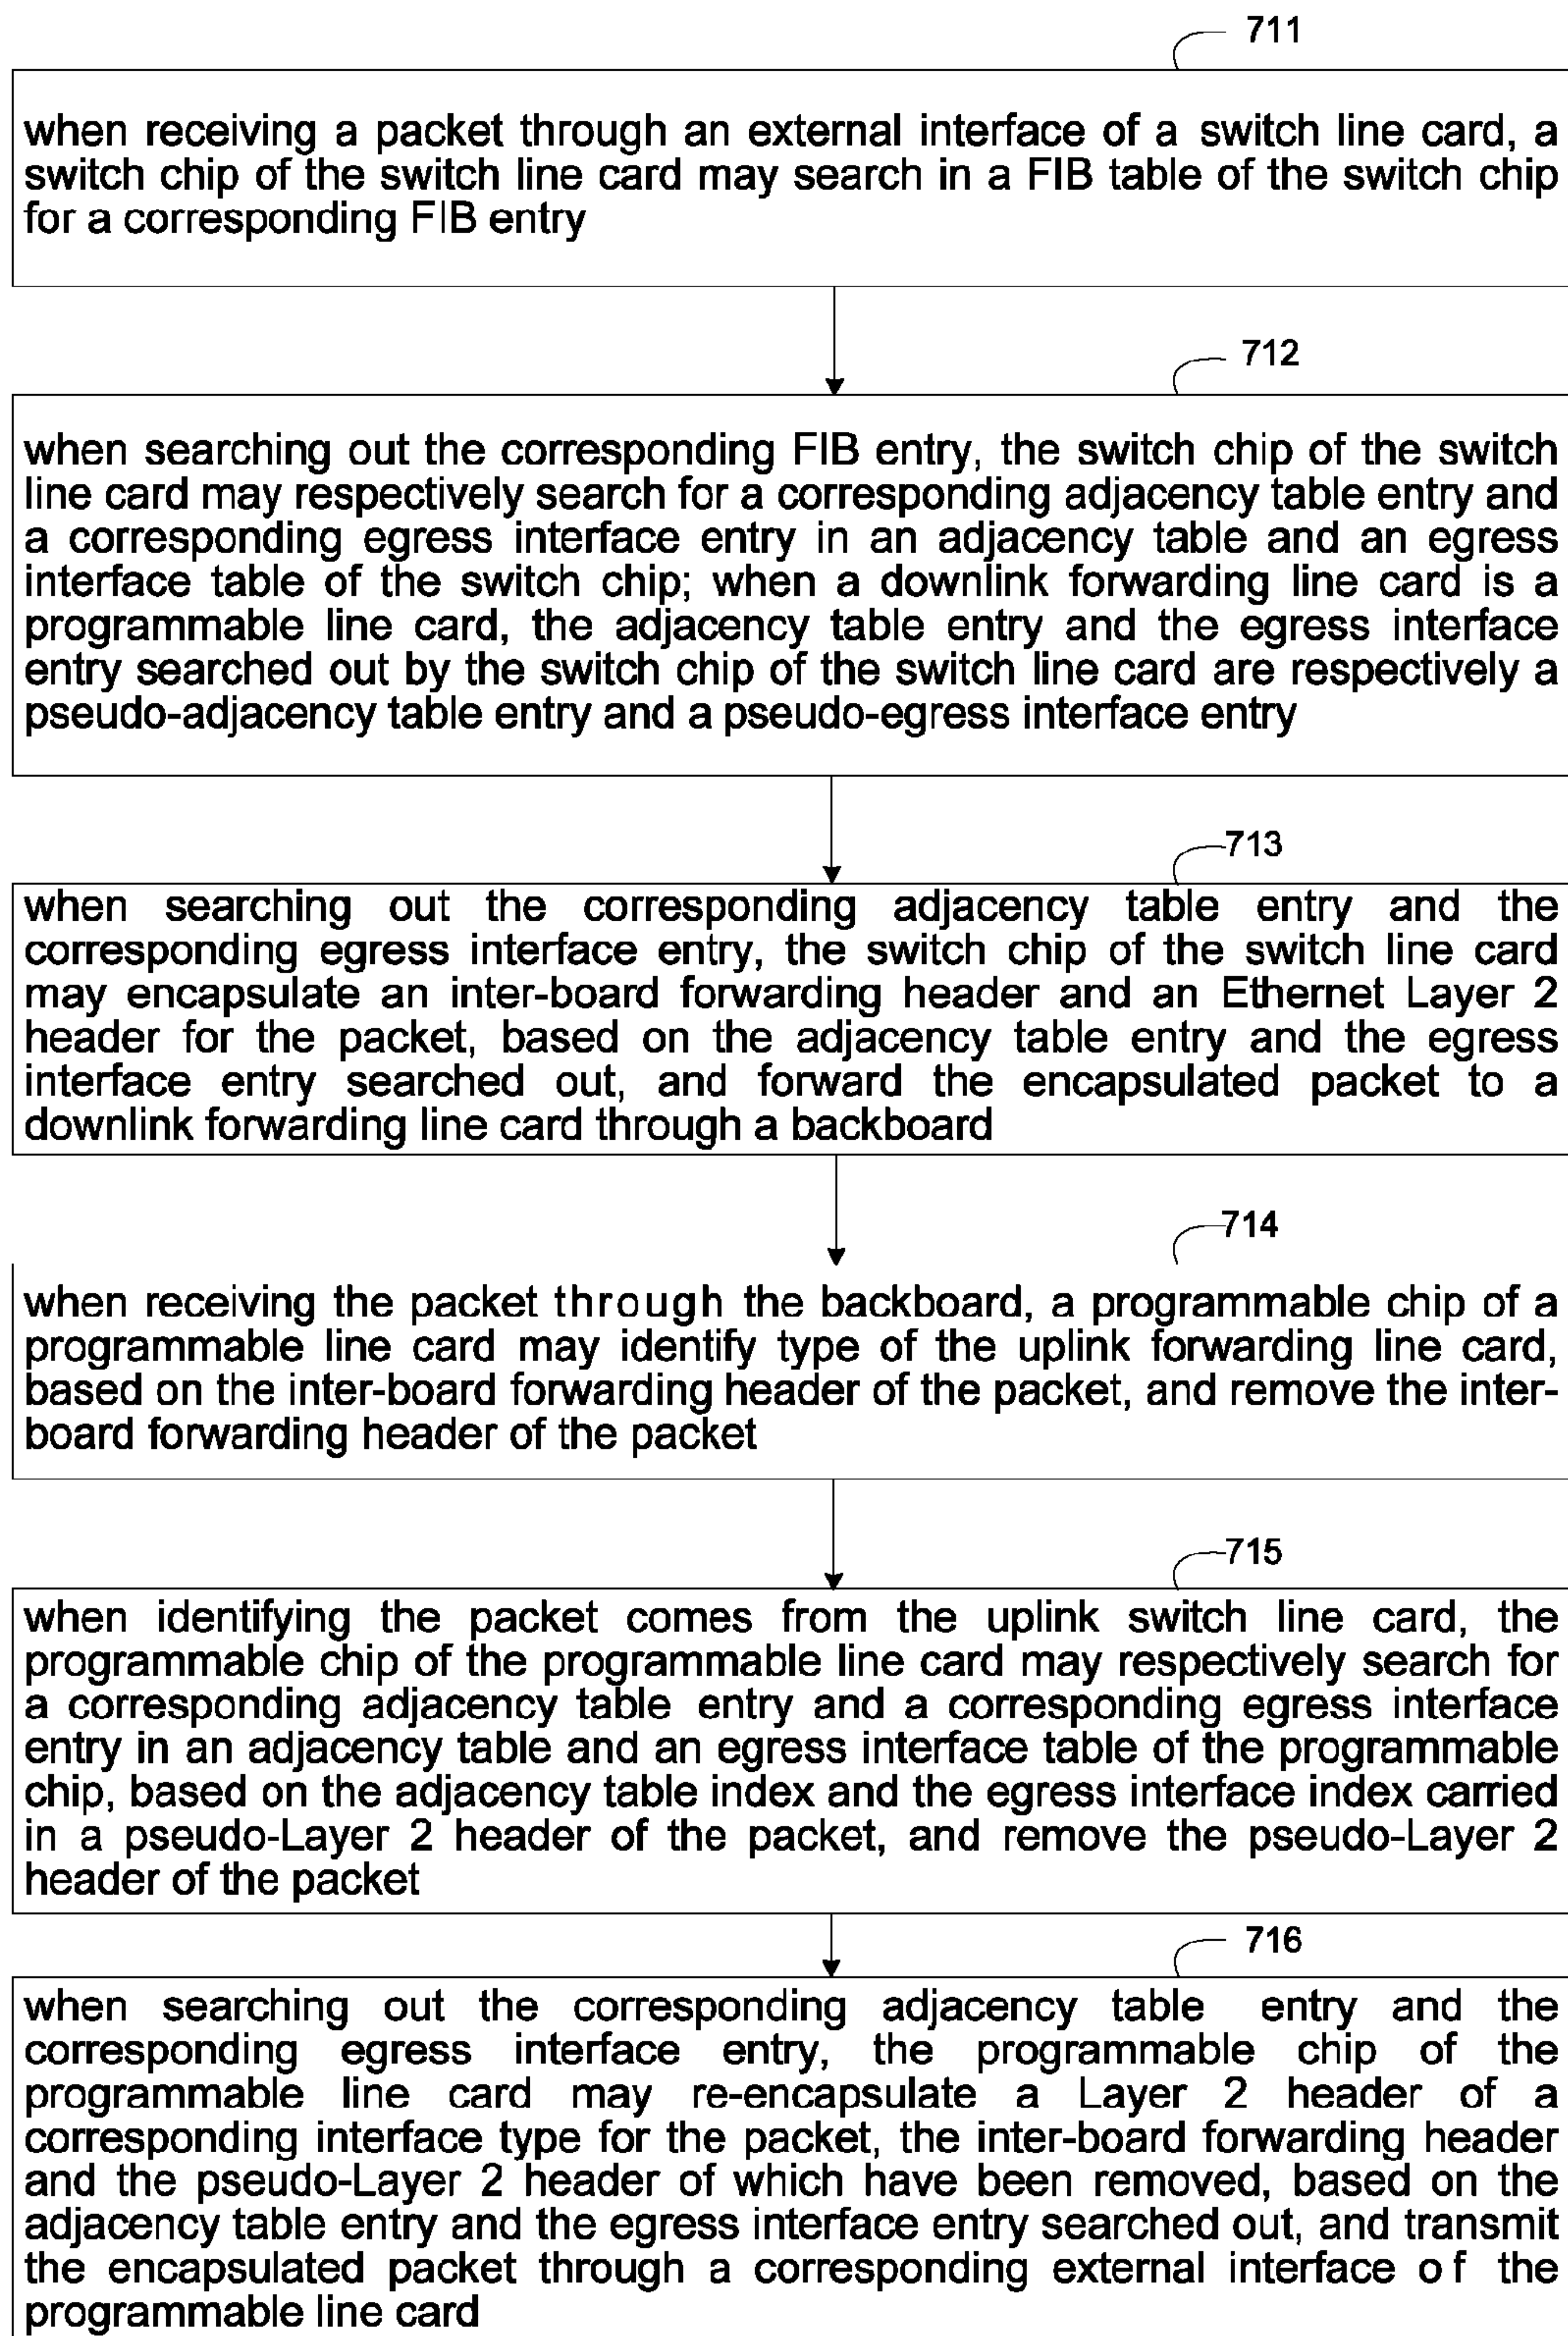 711
when receiving a packet through an external interface of a switch line card, a
switch chip of the switch line card may search in a FIB table of the switch chip
for a corresponding FIB entry
712
when searching out the corresponding FIB entry, the switch chip of the switch
line card may respectively search for a corresponding adjacency table entry and
a corresponding egress interface entry in an adjacency table and an egress
interface table of the switch chip; when a downlink forwarding line card is a
programmable line card, the adjacency table entry and the egress interface
entry searched out by the switch chip of the switch line card are respectively a
pseudo-adjacency table entry and a pseudo-egress interface entry
713
when searching out the corresponding adjacency table entry and the
corresponding egress interface entry, the switch chip of the switch line card
may encapsulate an inter-board forwarding header and an Ethernet Layer 2
header for the packet, based on the adjacency table entry and the egress
interface entry searched out, and forward the encapsulated packet to a
downlink forwarding line card through a backboard
714
when receiving the packet through the backboard, a programmable chip of a
programmable line card may identify type of the uplink forwarding line card,
based on the inter-board forwarding header of the packet, and remove the inter-
board forwarding header of the packet
715
when identifying the packet comes from the uplink switch line card, the
programmable chip of the programmable line card may respectively search for
a corresponding adjacency table entry and a corresponding egress interface
entry in an adjacency table and an egress interface table of the programmable
chip, based on the adjacency table index and the egress interface index carried
in a pseudo-Layer 2 header of the packet, and remove the pseudo-Layer 2
header of the packet
716
when searching out the corresponding adjacency table entry and the
corresponding egress interface entry, the programmable chip of the
programmable line card may re-encapsulate a Layer 2 header of a
corresponding interface type for the packet, the inter-board forwarding header
and the pseudo-Layer 2 header of which have been removed, based on the
adjacency table entry and the egress interface entry searched out, and transmit
the encapsulated packet through a corresponding external interface of the
programmable line card